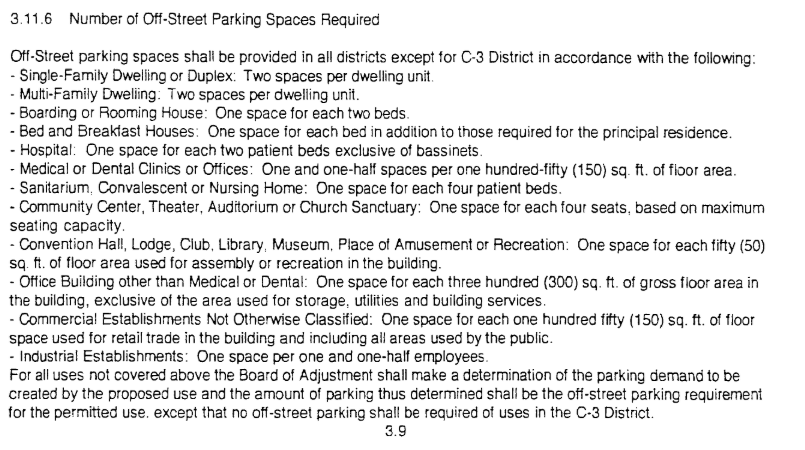 3.11.6 Number of Off-Street Parking Spaces Required
Off-Street parking spaces shall be provided in all districts except for C-3 District in accordance with the following:
- Single-Family Dwelling or Duplex: Two spaces per dwelling unit.
- Multi-Family Dwelling: Two spaces per dwelling unit.
- Boarding or Rooming House: One space for each two beds.
- Bed and Breakfast Houses: One space for each bed in addition to those required for the principal residence.
- Hospital: One space for each two patient beds exclusive of bassinets.
- Medical or Dental Clinics or Offices: One and one-half spaces per one hundred-fifty (150) sq. ft. of floor area.
- Sanitarium, Convalescent or Nursing Home: One space for each four patient beds.
- Community Center, Theater, Auditorium or Church Sanctuary: One space for each four seats, based on maximum
seating capacity.
- Convention Hall, Lodge, Club, Library, Museum, Place of Amusement or Recreation: One space for each fifty (50)
sq. ft. of floor area used for assembly or recreation in the building.
- Office Building other than Medical or Dental: One space for each three hundred (300) sq. ft. of gross floor area in
the building, exclusive of the area used for storage, utilities and building services.
- Commercial Establishments Not Otherwise Classified: One space for each one hundred fifty (150) sq. ft. of floor
space used for retail trade in the building and including all areas used by the public.
- Industrial Establishments: One space per one and one-half employees.
For all uses not covered above the Board of Adjustment shall make a determination of the parking demand to be
created by the proposed use and the amount of parking thus determined shall be the off-street parking requirement
for the permitted use, except that no off-street parking shall be required of uses in the C-3 District.
3.9